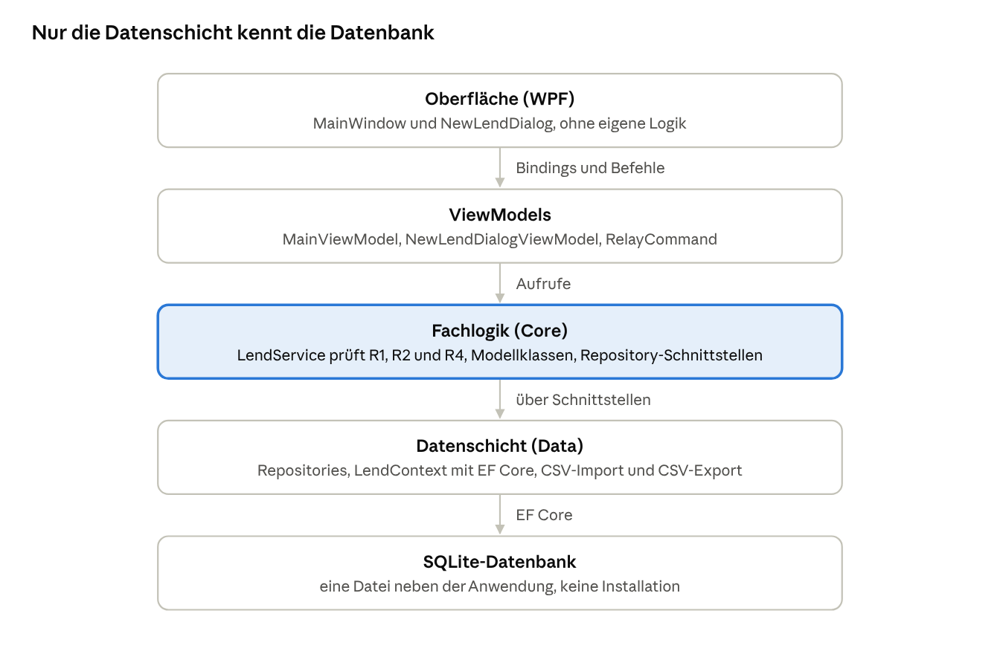 Nur die Datenschicht kennt die Datenbank
Oberfläche (WPF)
MainWindow und NewLendDialog, ohne eigene Logik
Bindings und Befehle
ViewModels
MainViewModel, NewLendDialogViewModel, RelayCommand
Aufrufe
Fachlogik (Core)
LendService prüft R1, R2 und R4, Modellklassen, Repository-Schnittstellen
über Schnittstellen
Datenschicht (Data)
Repositories, LendContext mit EF Core, CSV-Import und CSV-Export
EF Core
SQLite-Datenbank
eine Datei neben der Anwendung, keine Installation